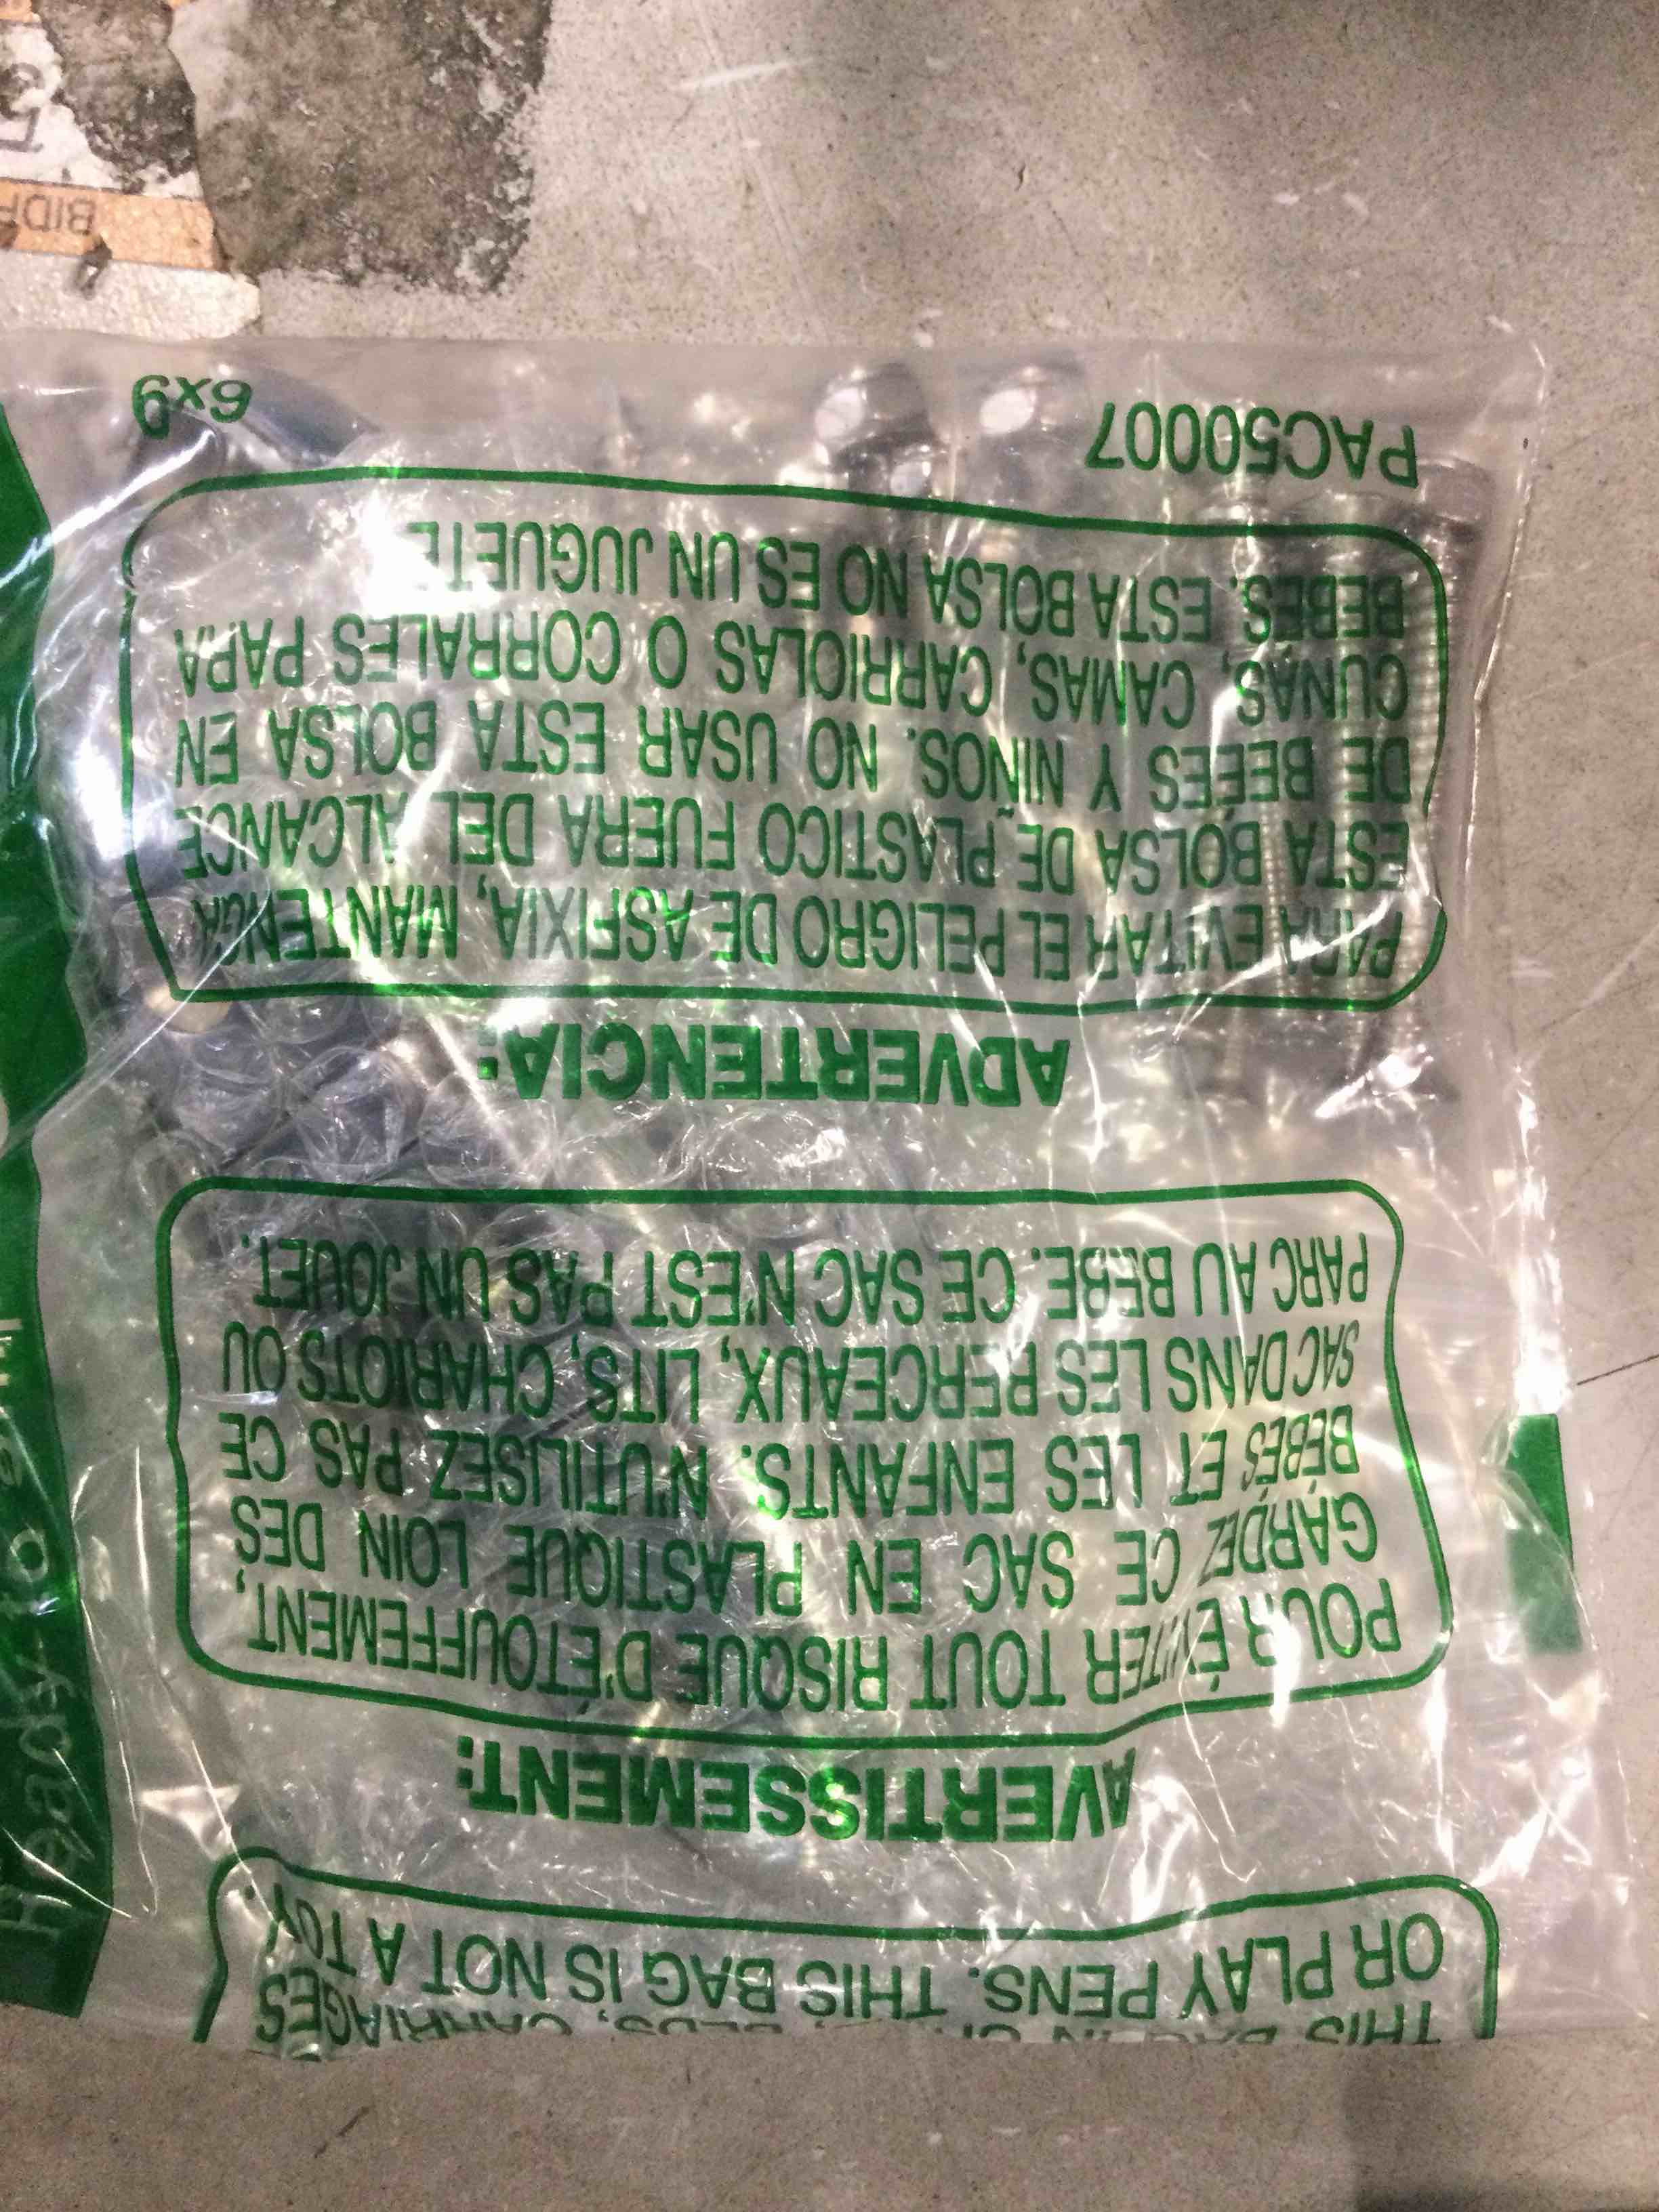 THIS
OR PLAY PENS. THIS BAG IS NOT A TOY.
AVERTISSEMENT:
POUR ÉVITER TOUT RISQUE D'ÉTOUFFEMENT,
GARDEZ CE SAC EN PLASTIQUE LOIN DES
BÉBÉS ET LES ENFANTS. N'UTILISEZ PAS CE
SAC DANS LES BERCEAUX, LITS, CHARIOTS OU
PARC AU BEBE. CE SAC N'EST PAS UN JOUET.
ADVERTENCIA:
PARA EVITAR EL PELIGRO DE ASFIXIA, MANTENGA
ESTA BOLSA DE PLASTICO FUERA DEL ALCANCE
DE BEBÉS Y NIÑOS. NO USAR ESTA BOLSA EN
CUNAS, CAMAS, CARRIOLAS O CORRALES PARA
BEBES. ESTA BOLSA NO ES UN JUGUETE
PAC50007
6x9
Ready-to